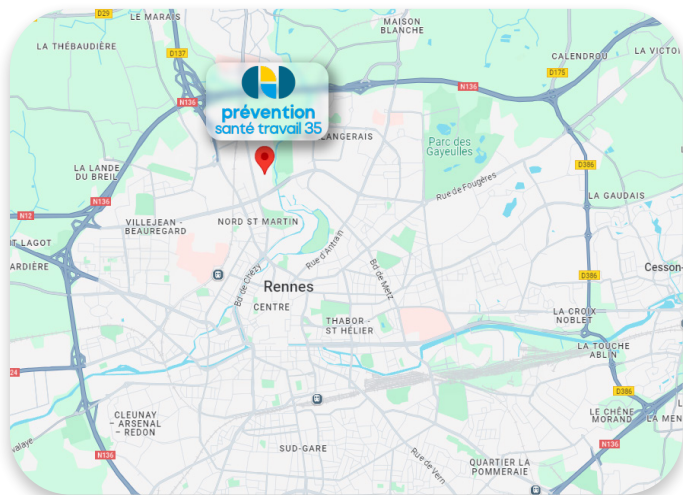 D29
LE MARAIS
MAISON
BLANCHE
LA THÉBAUDIÈRE
D137
CALENDROU
LA VICTOI
D175
N136
N136
prévention
santé travail 35
LANGERAIS
Parc des
Gayeulles
D386
LA LANDE
DU BREIL
Rue de Fougères
N136
LA GAUDAIS
N12
VILLEJEAN -
BEAUREGARD
NORD ST MARTIN
T LAGOT
ARDIÈRE
Rue d'Antrain
Bd de Chézy
Bd de Metz
Cesson-
D386
Rennes
CENTRE
THABOR -
ST HÉLIER
LA CROIX
NOBLET
LA TOUCHE
ABLIN
24
D386
CLEUNAY
- ARSENAL
- REDON
LE CHÊNE
MORAND
LA MEN
valaye
SUD-GARE
N136
N136
Rue de Vern
QUARTIER LA
POMMERAIE